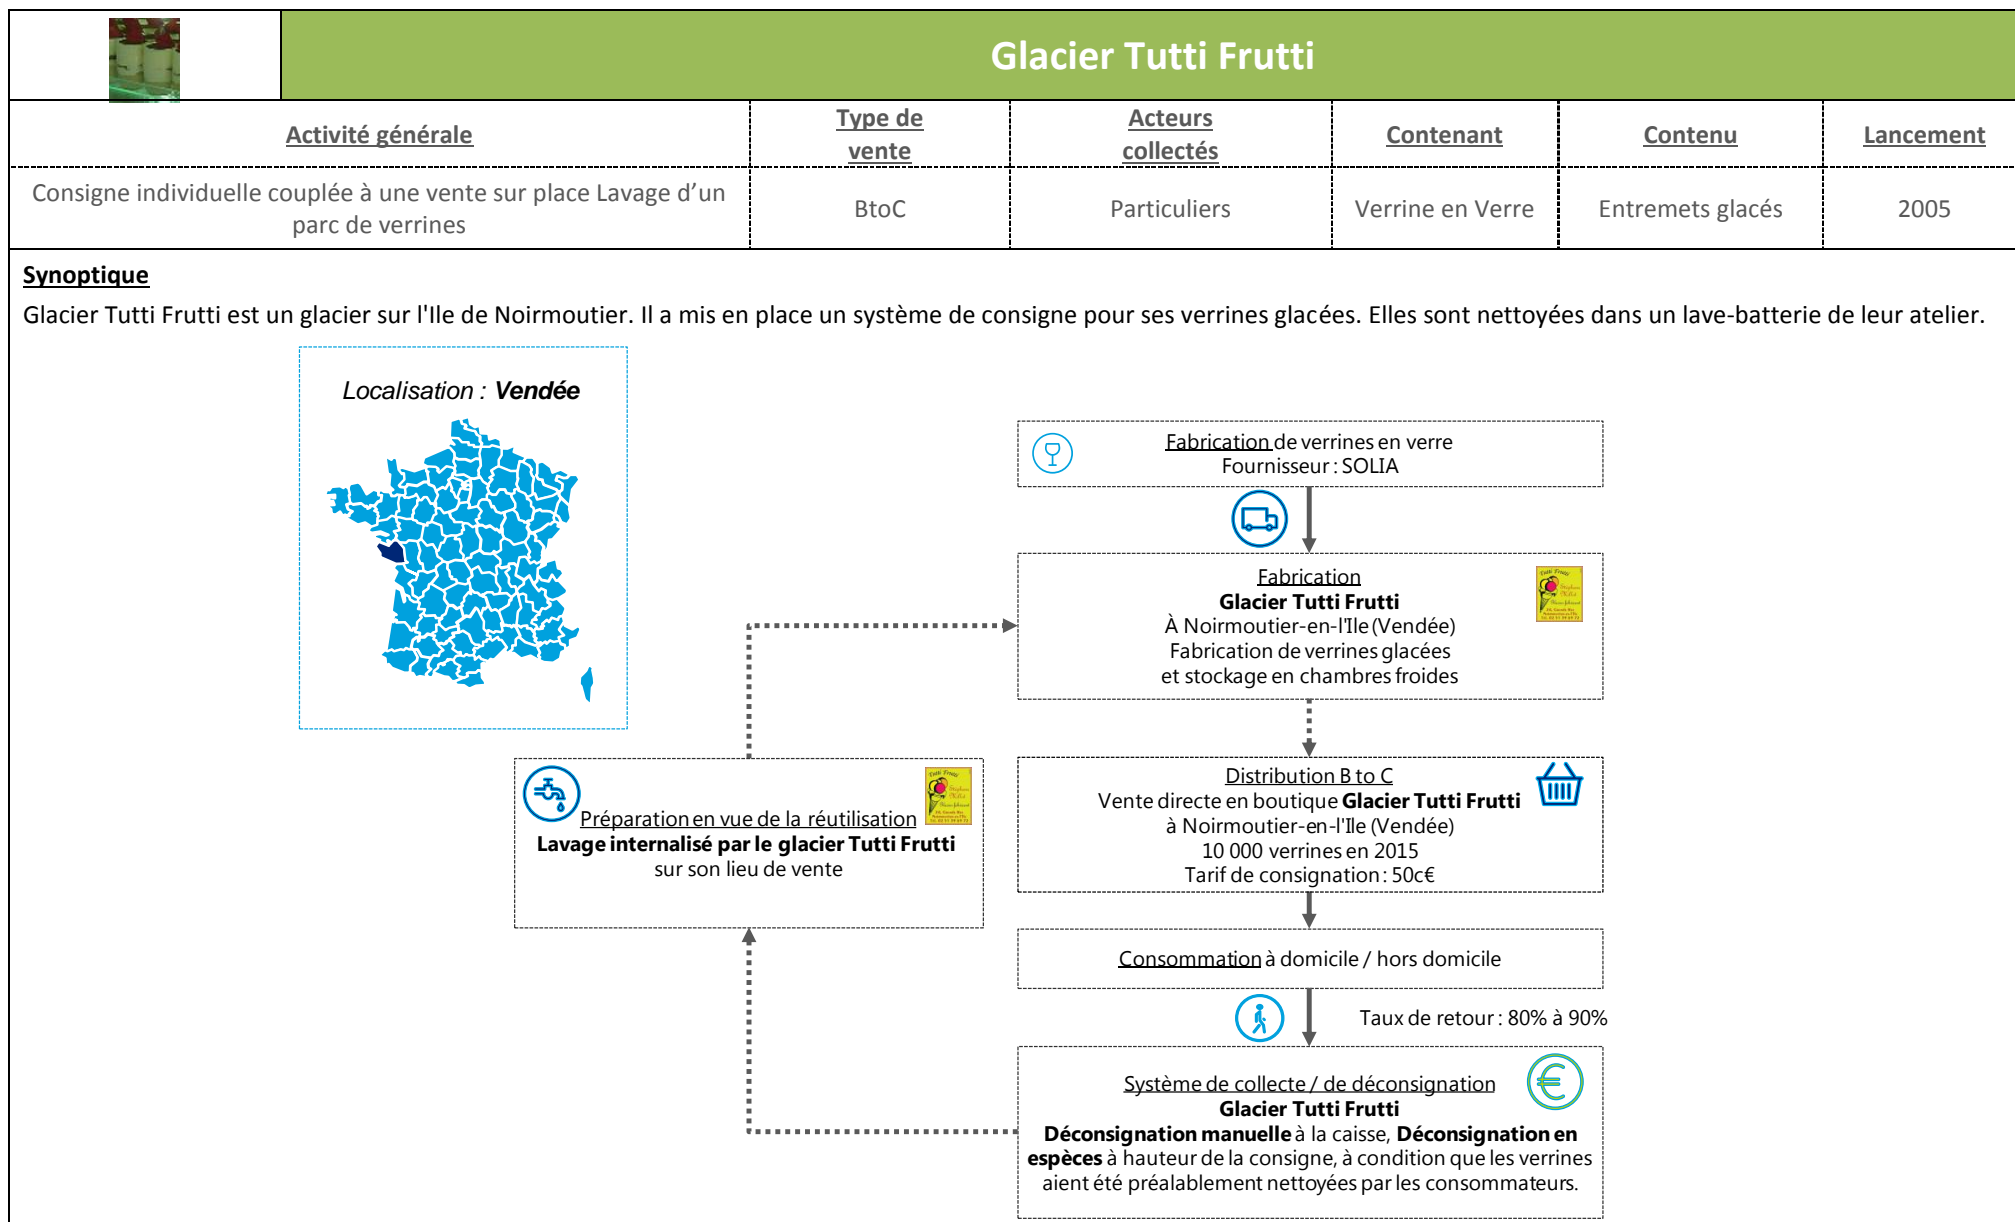 Glacier Tutti Frutti
Activité générale
Type de
vente
Acteurs
collectés
Contenant
Contenu
Lancement
Consigne individuelle couplée à une vente sur place Lavage d’un
parc de verrines
BtoC
Particuliers
Verrine en Verre
Entremets glacés
2005
Synoptique
Glacier Tutti Frutti est un glacier sur l'Ile de Noirmoutier. Il a mis en place un système de consigne pour ses verrines glacées. Elles sont nettoyées dans un lave-batterie de leur atelier.
Localisation : Vendée
Fabrication de verrines en verre
Fournisseur : SOLIA
Fabrication
Glacier Tutti Frutti
À Noirmoutier-en-l'Ile (Vendée)
Fabrication de verrines glacées
et stockage en chambres froides
Tutti Frutti
Distribution B to C
Vente directe en boutique Glacier Tutti Frutti
à Noirmoutier-en-l'Ile (Vendée)
10 000 verrines en 2015
Tarif de consignation : 50c€
Préparation en vue de la réutilisation
Lavage internalisé par le glacier Tutti Frutti
sur son lieu de vente
Tutti Frutti
Consommation à domicile / hors domicile
Taux de retour : 80% à 90%
Système de collecte / de déconsignation
Glacier Tutti Frutti
Déconsignation manuelle à la caisse, Déconsignation en
espèces à hauteur de la consigne, à condition que les verrines
aient été préalablement nettoyées par les consommateurs.